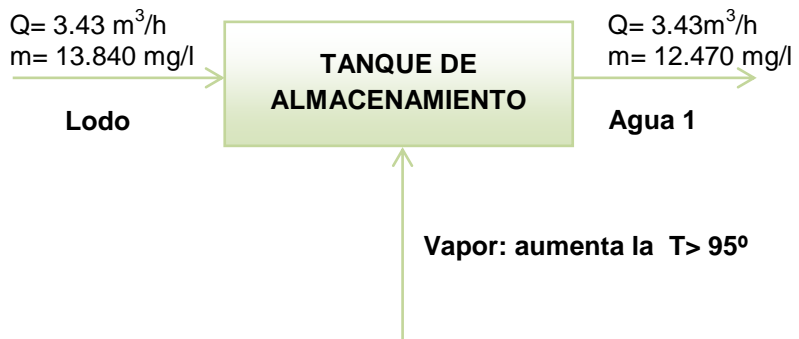 Q= 3.43 m³/h
m= 13.840 mg/l
Lodo
TANQUE DE
ALMACENAMIENTO
Q= 3.43m³/h
m= 12.470 mg/l
Agua 1
Vapor: aumenta la T> 95º